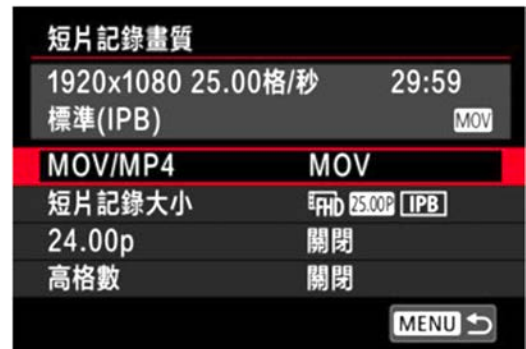 短片記錄畫質
1920x1080 25.00格/秒 29:59
標準(IPB) MOV
MOV/MP4 MOV
短片記錄大小 FHD 25.00P IPB
24.00p 關閉
高格數 關閉
MENU